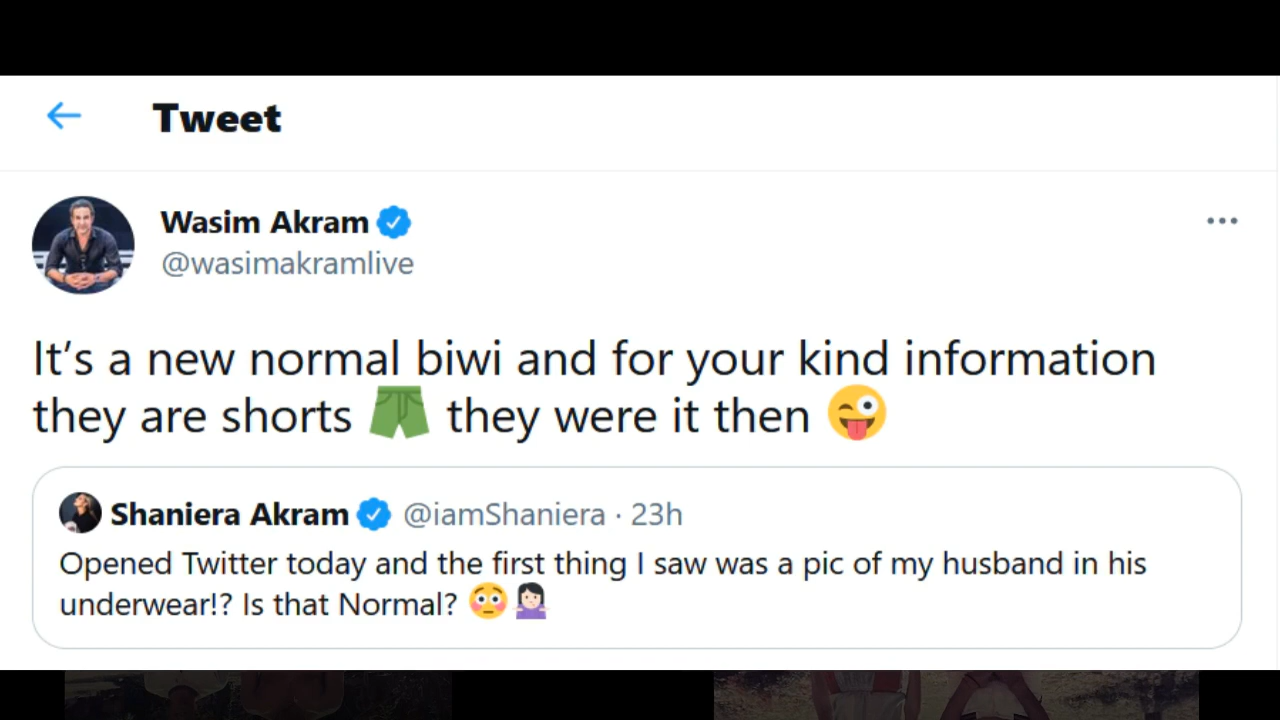 Tweet
Wasim Akram
@wasimakramlive
It's a new normal biwi and for your kind information
they are shorts 🩳 they were it then 😜
Shaniera Akram @iamShaniera · 23h
Opened Twitter today and the first thing I saw was a pic of my husband in his
underwear!? Is that Normal? 😳🤷🏻‍♀️